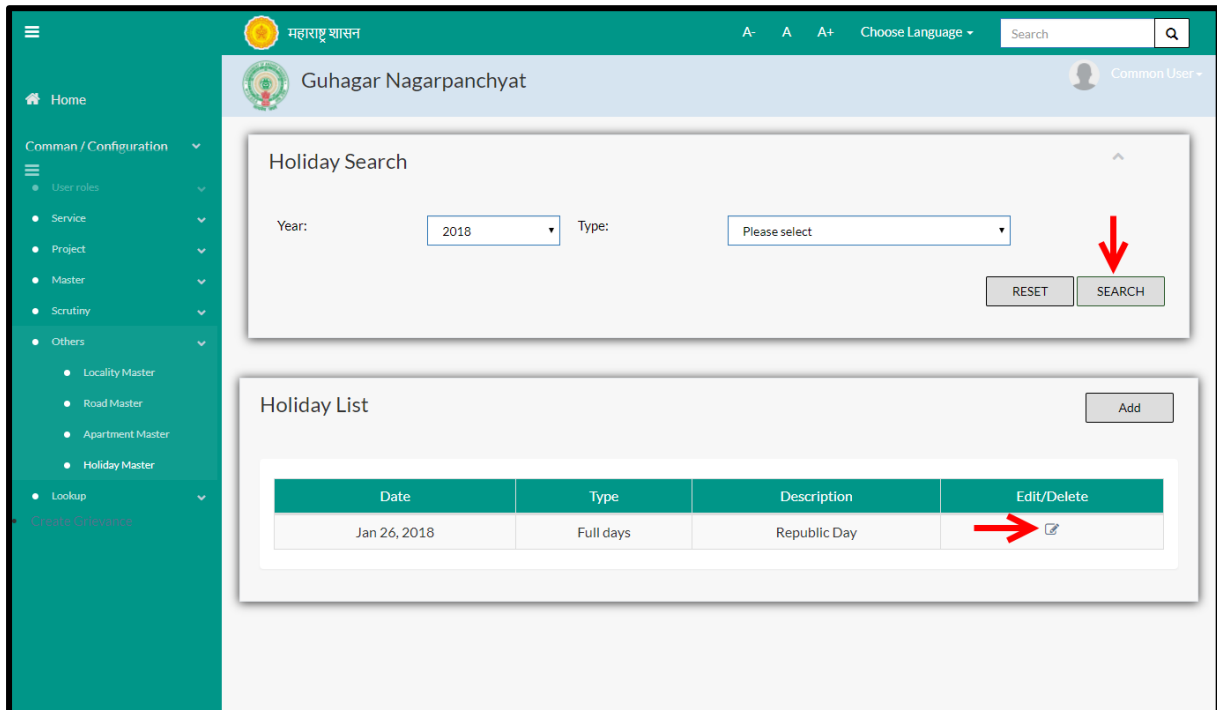 महाराष्ट्र शासन
A- A A+ Choose Language
Search
Guhagar Nagarpanchyat
Common User
Home
Comman / Configuration
User roles
Service
Project
Master
Scrutiny
Others
Locality Master
Road Master
Apartment Master
Holiday Master
Lookup
Create Grievance
Holiday Search
Year: 2018 Type: Please select
RESET SEARCH
Holiday List
Add
Date Type Description Edit/Delete
Jan 26, 2018 Full days Republic Day